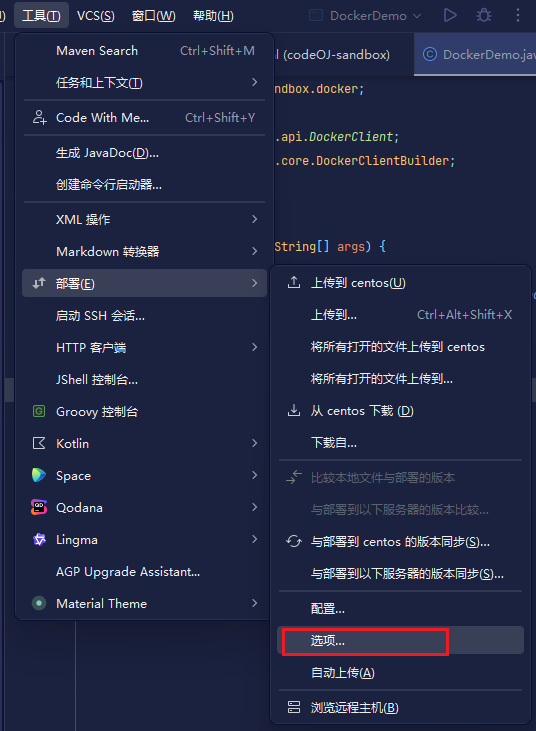 工具(T) VCS(S) 窗口(W) 帮助(H) DockerDemo
(codeOJ-sandbox) DockerDemo.jav
ndbox.docker;
.api.DockerClient;
.core.DockerClientBuilder;
String[] args) {
Maven Search Ctrl+Shift+M
任务和上下文(T)
Code With Me... Ctrl+Shift+Y
生成 JavaDoc(D)...
创建命令行启动器...
XML 操作
Markdown 转换器
部署(E)
启动 SSH 会话...
HTTP 客户端
JShell 控制台...
Groovy 控制台
Kotlin
Space
Qodana
Lingma
AGP Upgrade Assistant...
Material Theme
上传到 centos(U)
上传到... Ctrl+Alt+Shift+X
将所有打开的文件上传到 centos
将所有打开的文件上传到...
从 centos 下载 (D)
下载自...
比较本地文件与部署的版本
与部署到以下服务器的版本比较...
与部署到 centos 的版本同步(S)...
与部署到以下服务器的版本同步(S)...
配置...
选项...
自动上传(A)
浏览远程主机(B)